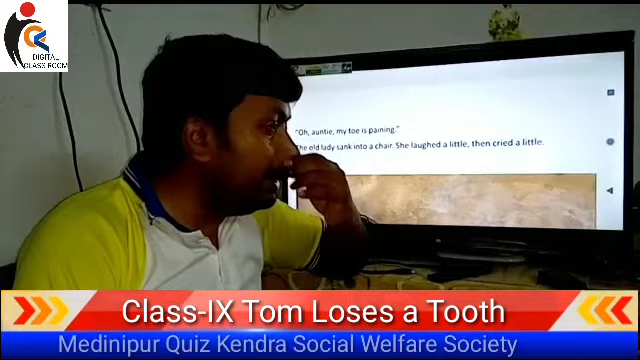 DIGITAL
CLASS ROOM
"Oh, auntie, my toe is paining."
The old lady sank into a chair. She laughed a little, then cried a little.
Class-IX Tom Loses a Tooth
Medinipur Quiz Kendra Social Welfare Society